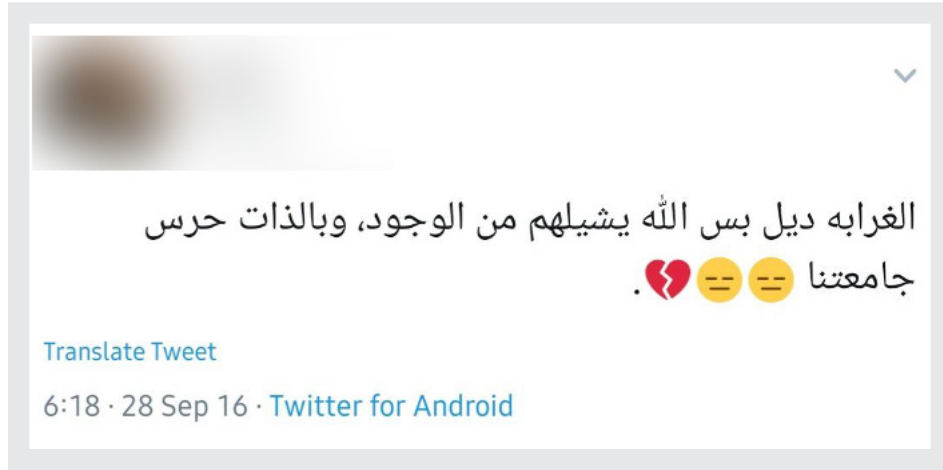 الغرابه ديل بس الله يشيلهم من الوجود، وبالذات حرس
جامعتنا 😑😑💔.
Translate Tweet
6:18 · 28 Sep 16 · Twitter for Android